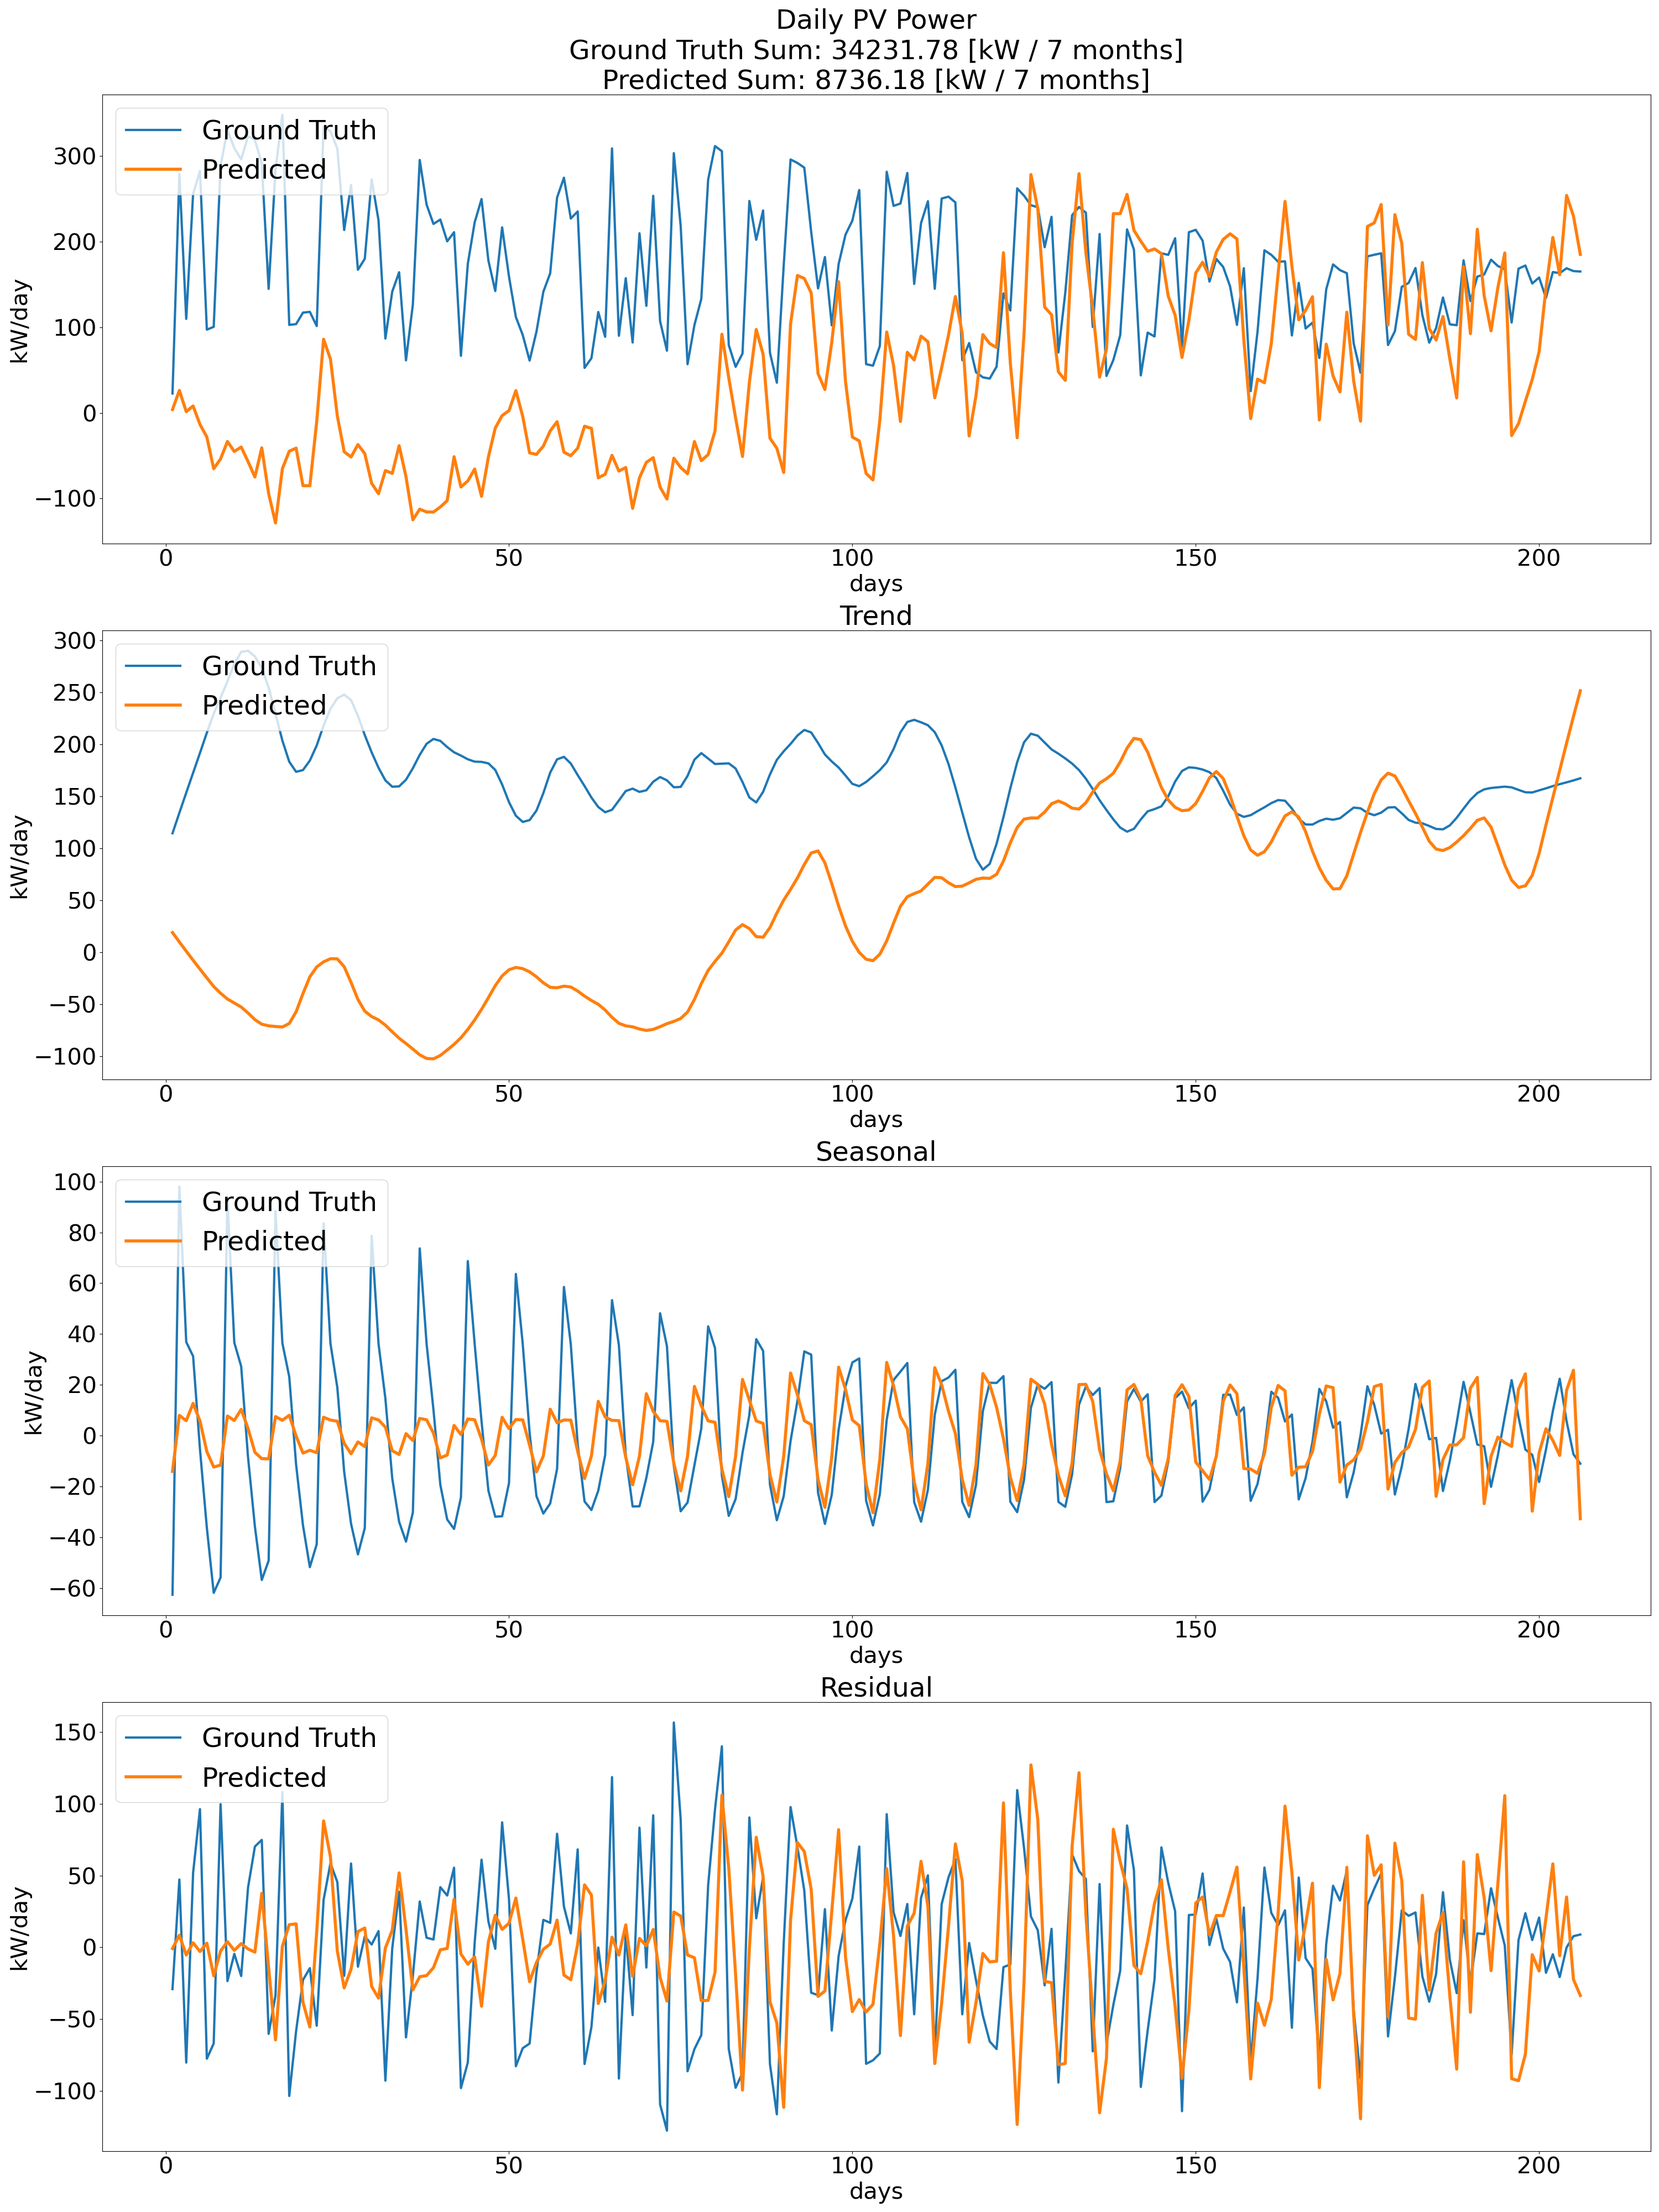 Daily PV Power
Ground Truth Sum: 34231.78 [kW / 7 months]
Predicted Sum: 8736.18 [kW / 7 months]
Ground Truth
Predicted
300
200
100
0
−100
kW/day
0 50 100 150 200
days
Trend
Ground Truth
Predicted
300
250
200
150
100
50
0
−50
−100
kW/day
0 50 100 150 200
days
Seasonal
Ground Truth
Predicted
100
80
60
40
20
0
−20
−40
−60
kW/day
0 50 100 150 200
days
Residual
Ground Truth
Predicted
150
100
50
0
−50
−100
kW/day
0 50 100 150 200
days